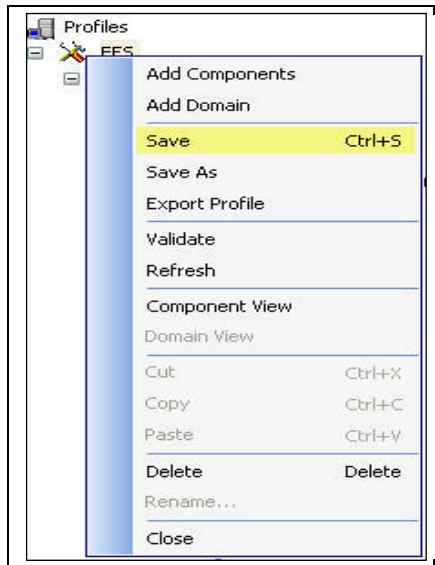 Profiles
EES
Add Components
Add Domain
Save Ctrl+S
Save As
Export Profile
Validate
Refresh
Component View
Domain View
Cut Ctrl+X
Copy Ctrl+C
Paste Ctrl+V
Delete Delete
Rename...
Close